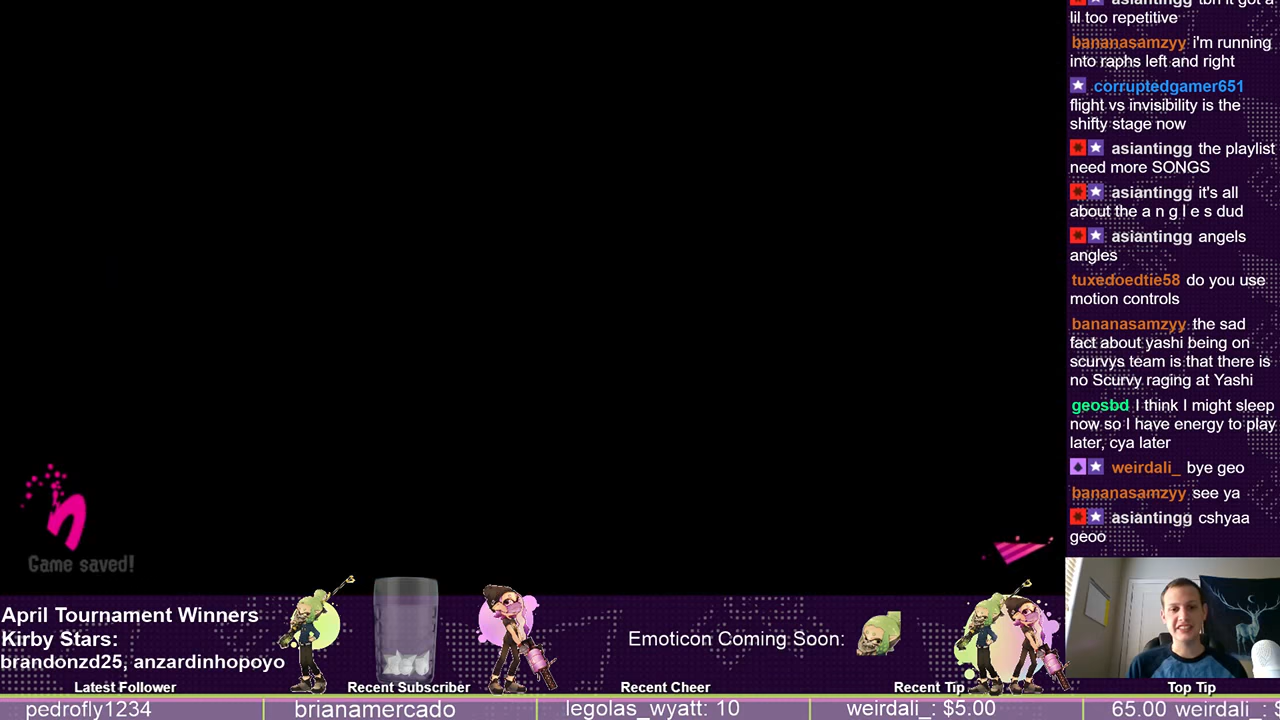 asiantingg tbh it got a
lil too repetitive
bananasamzyy i'm running
into raphs left and right
corruptedgamer651
flight vs invisibility is the
shifty stage now
asiantingg the playlist
need more SONGS
asiantingg it's all
about the a n g l e s dud
asiantingg angels
angles
tuxedoedtie58 do you use
motion controls
bananasamzyy the sad
fact about yashi being on
scurvys team is that there is
no Scurvy raging at Yashi
geosbd I think I might sleep
now so I have energy to play
later, cya later
weirdali_ bye geo
bananasamzyy see ya
asiantingg cshyaa
geoo
Game saved!
April Tournament Winners
Kirby Stars:
brandonzd25, anzardinhopoyo
Emoticon Coming Soon:
Latest Follower
Recent Subscriber
Recent Cheer
Recent Tip
Top Tip
pedrofly1234
brianamercado
legolas_wyatt: 10
weirdali_: $5.00
65.00 weirdali_: $